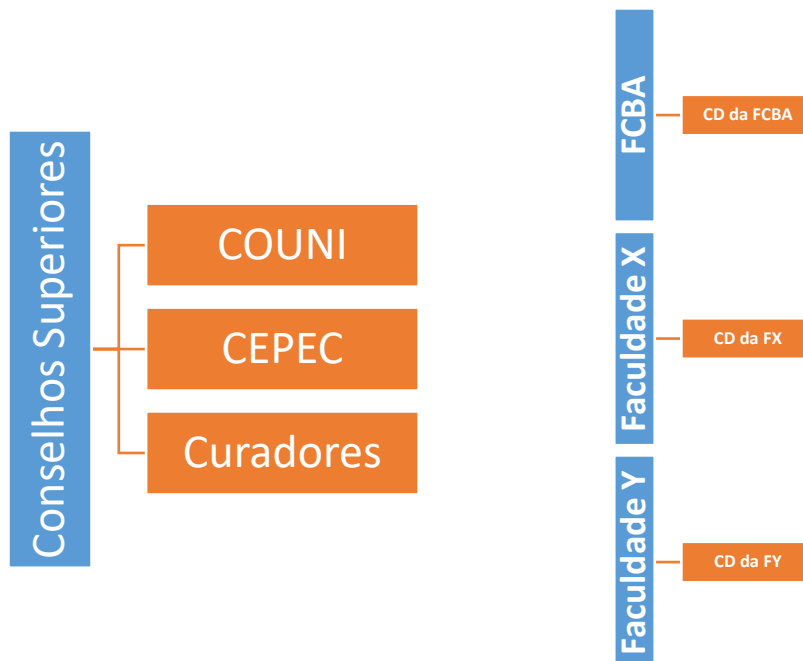 Conselhos Superiores
COUNI
CEPEC
Curadores
FCBA
CD da FCBA
Faculdade X
CD da FX
Faculdade Y
CD da FY